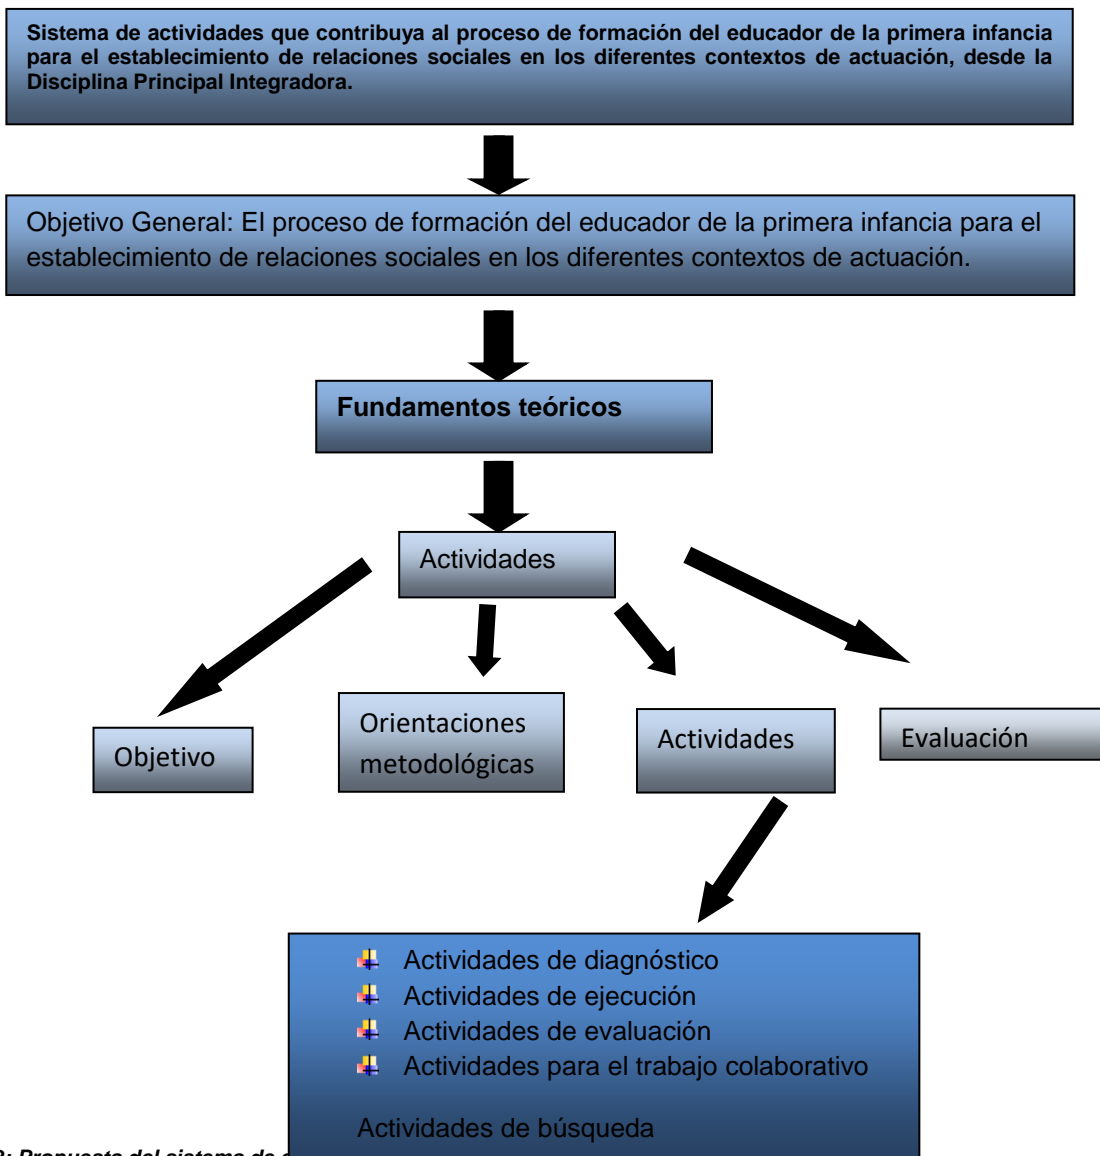 Sistema de actividades que contribuya al proceso de formación del educador de la primera infancia
para el establecimiento de relaciones sociales en los diferentes contextos de actuación, desde la
Disciplina Principal Integradora.
Objetivo General: El proceso de formación del educador de la primera infancia para el
establecimiento de relaciones sociales en los diferentes contextos de actuación.
Fundamentos teóricos
Actividades
Objetivo
Orientaciones
metodológicas
Actividades
Evaluación
Actividades de diagnóstico
Actividades de ejecución
Actividades de evaluación
Actividades para el trabajo colaborativo
Actividades de búsqueda
: Propuesta del sistema de